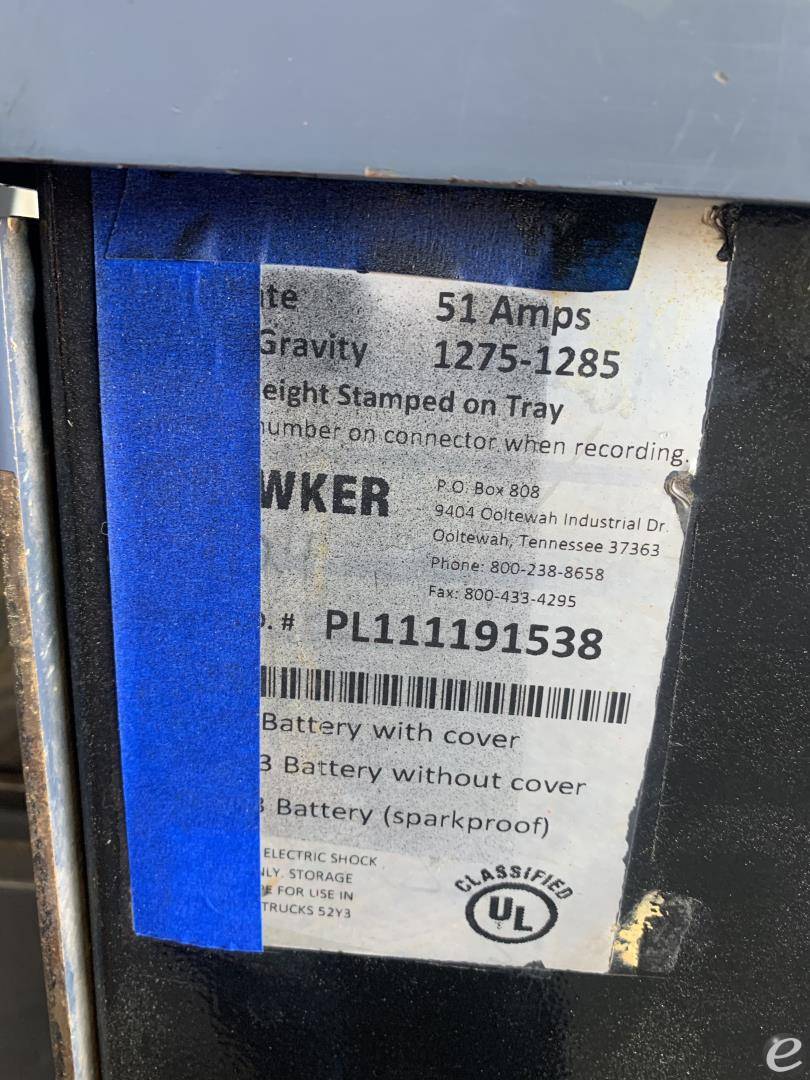 ite 51 Amps
Gravity 1275-1285
eight Stamped on Tray
number on connector when recording.
WKER
P.O. Box 808
9404 Ooltewah Industrial Dr.
Ooltewah, Tennessee 37363
Phone: 800-238-8658
Fax: 800-433-4295
D. # PL111191538
Battery with cover
3 Battery without cover
Battery (sparkproof)
ELECTRIC SHOCK
NLY. STORAGE
FOR USE IN
TRUCKS 52Y3
CLASSIFIED
UL
e